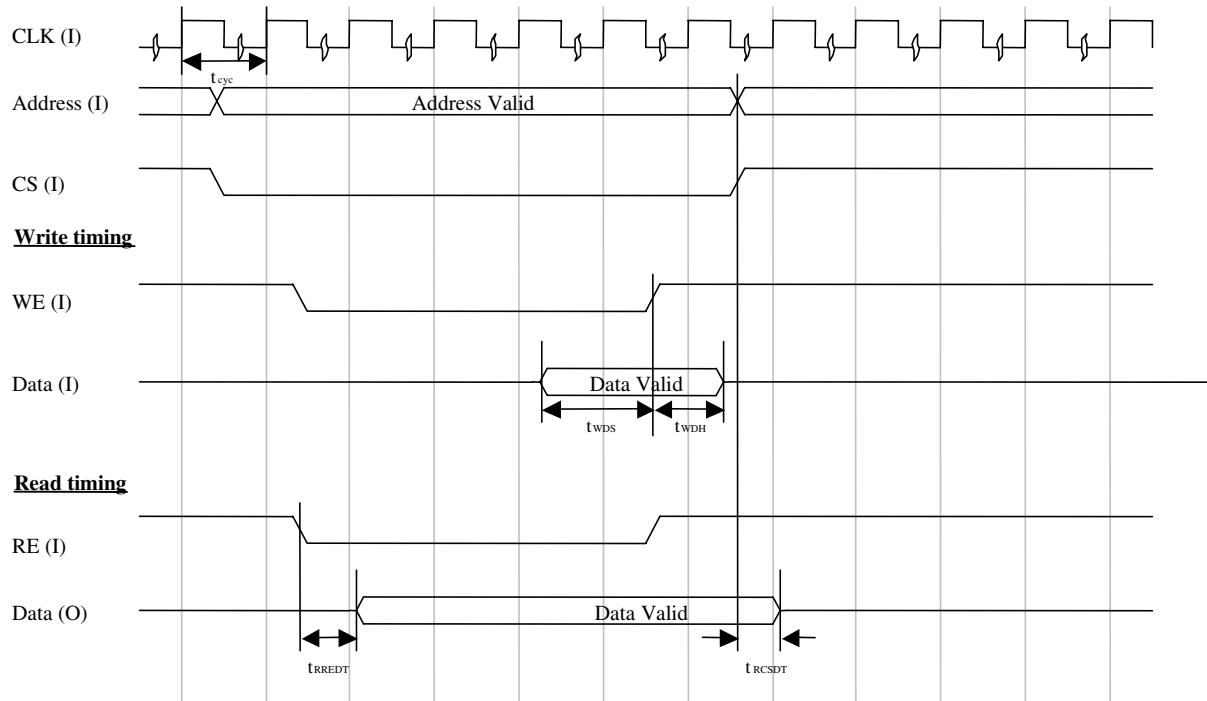 CLK (I)
tcyc
Address (I)
Address Valid
CS (I)
Write timing
WE (I)
Data (I)
Data Valid
tWDS
tWDH
Read timing
RE (I)
Data (O)
Data Valid
tRREDT
tRCSDT